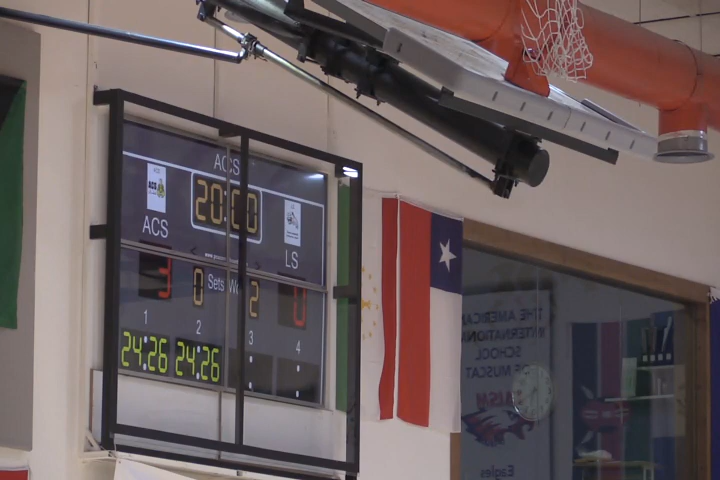 ACS
20:00
ACS
LS
3 0 Sets W 2 0
1 2 3 4
24:26 24:26
THE AMERICAN
INTERNATIONAL
SCHOOL
OF MUSCAT
TAISM
Eagles